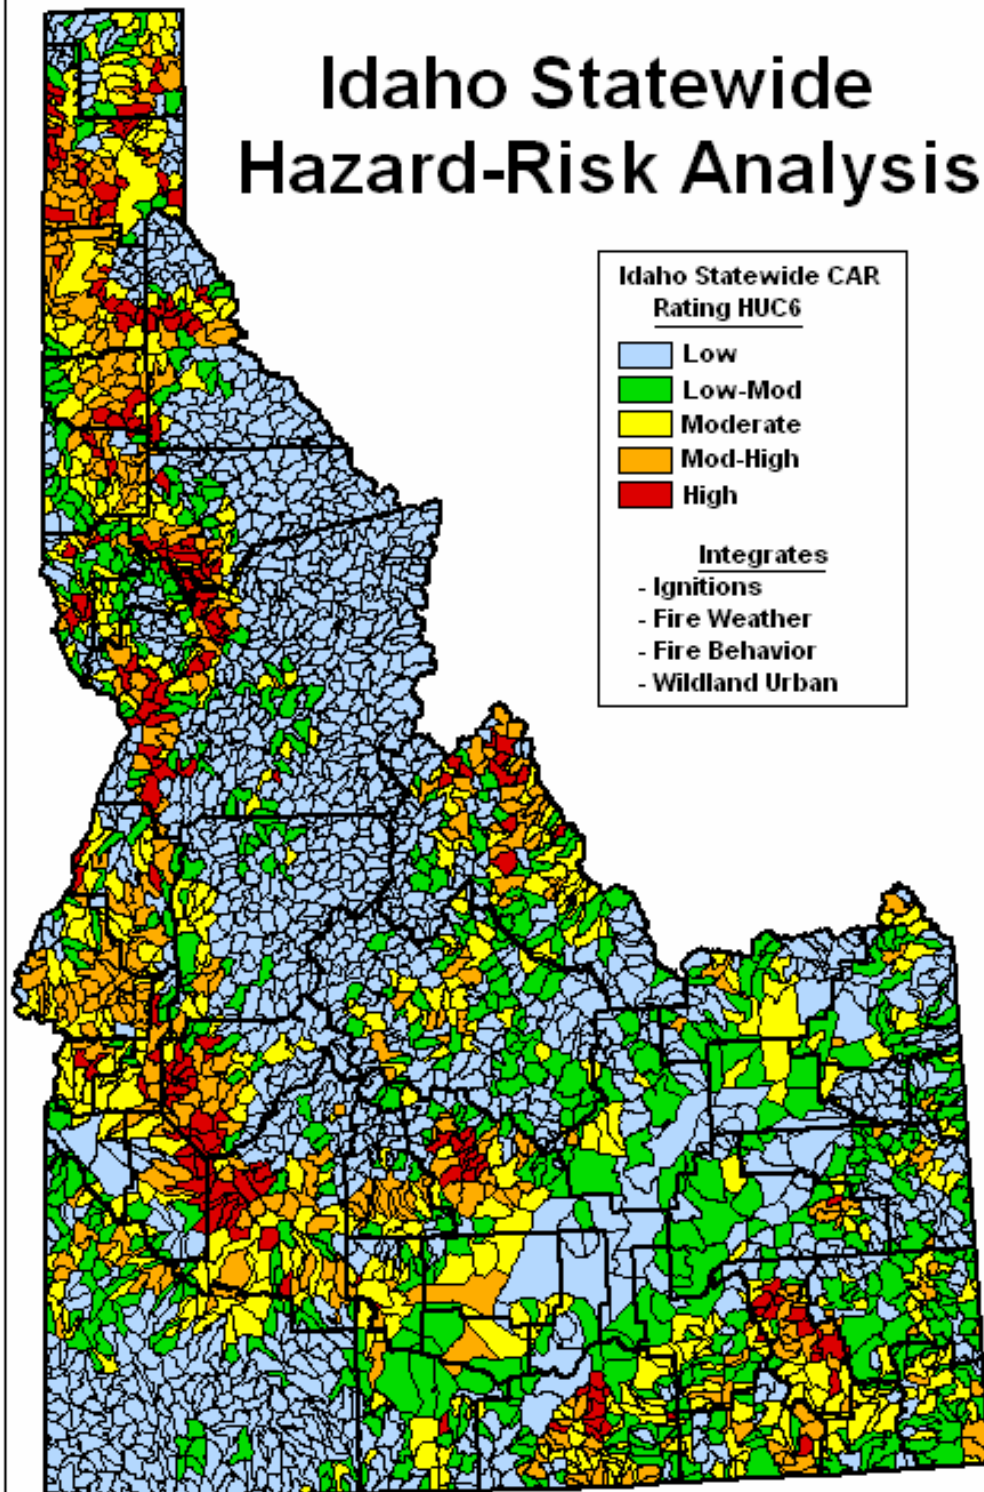 Idaho Statewide
Hazard-Risk Analysis
Idaho Statewide CAR
Rating HUC6
Low
Low-Mod
Moderate
Mod-High
High
Integrates
- Ignitions
- Fire Weather
- Fire Behavior
- Wildland Urban